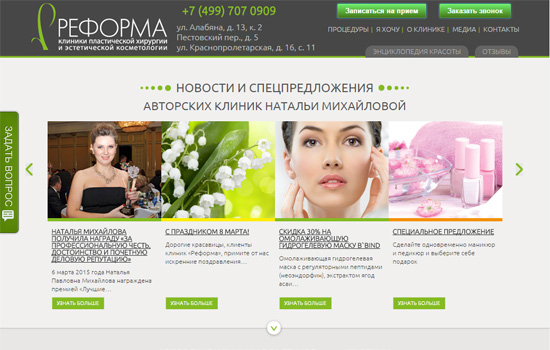 РЕФОРМА
клиники пластической хирургии
и эстетической косметологии
+7 (499) 707 0909
ул. Алабяна, д. 13, к. 2
Пестовский пер., д. 5
ул. Краснопролетарская, д. 16, с. 11
Записаться на прием
Заказать звонок
ПРОЦЕДУРЫ | Я ХОЧУ | О КЛИНИКЕ | МЕДИА | КОНТАКТЫ
ЭНЦИКЛОПЕДИЯ КРАСОТЫ
ОТЗЫВЫ
ЗАДАТЬ ВОПРОС
НОВОСТИ И СПЕЦПРЕДЛОЖЕНИЯ
АВТОРСКИХ КЛИНИК НАТАЛЬИ МИХАЙЛОВОЙ
НАТАЛЬЯ МИХАЙЛОВА
ПОЛУЧИЛА НАГРАДУ «ЗА
ПРОФЕССИОНАЛЬНУЮ ЧЕСТЬ,
ДОСТОИНСТВО И ПОЧЕТНУЮ
ДЕЛОВУЮ РЕПУТАЦИЮ»
6 марта 2015 года Наталья
Павловна Михайлова награждена
премией «Лучшие...
УЗНАТЬ БОЛЬШЕ
С ПРАЗДНИКОМ 8 МАРТА!
Дорогие красавицы, клиенты
клиник «Реформа», примите от нас
искренние поздравления...
УЗНАТЬ БОЛЬШЕ
СКИДКА 30% НА
ОМОЛАЖИВАЮЩУЮ
ГИДРОГЕЛЕВУЮ МАСКУ B`BIND
Омолаживающая гидрогелевая
маска с регуляторными пептидами
(неоэндорфин), экстрактом ягод
асаи...
УЗНАТЬ БОЛЬШЕ
СПЕЦИАЛЬНОЕ ПРЕДЛОЖЕНИЕ
Сделайте одновременно маникюр
и педикюр и выберите себе
подарок
УЗНАТЬ БОЛЬШЕ